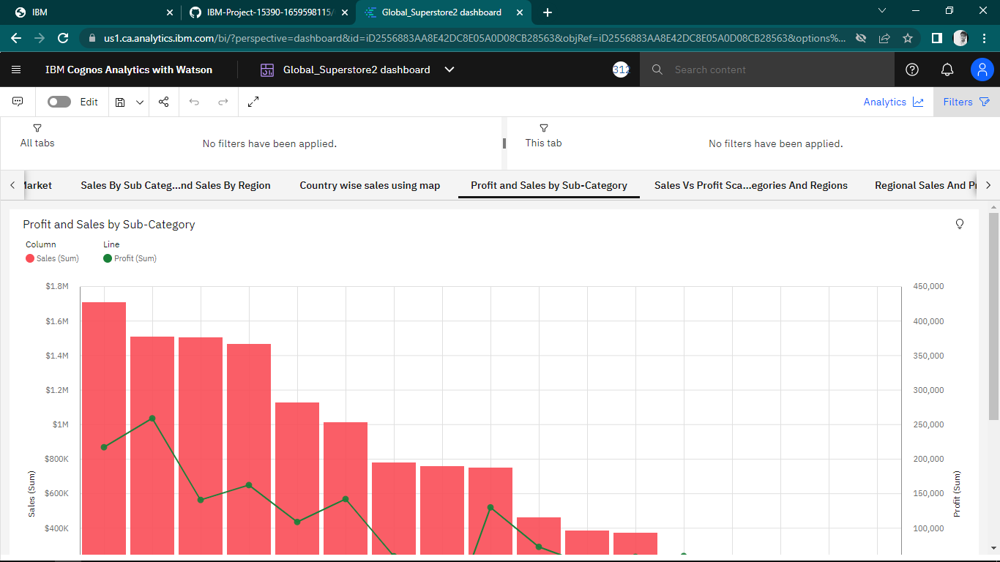 IBM
IBM-Project-15390-1659598115/
Global_Superstore2 dashboard
us1.ca.analytics.ibm.com/bi/?perspective=dashboard&id=iD2556883AA8E42DC8E05A0D08CB28563&objRef=iD2556883AA8E42DC8E05A0D08CB28563&options%...
IBM Cognos Analytics with Watson
Global_Superstore2 dashboard
312
Search content
Edit
Analytics
Filters
All tabs
No filters have been applied.
This tab
No filters have been applied.
Market
Sales By Sub Categ...nd Sales By Region
Country wise sales using map
Profit and Sales by Sub-Category
Sales Vs Profit Sca...egories And Regions
Regional Sales And Pr
Profit and Sales by Sub-Category
Column
Line
Sales (Sum)
Profit (Sum)
$1.8M
450,000
$1.6M
400,000
$1.4M
350,000
$1.2M
300,000
$1M
250,000
$800K
200,000
$600K
150,000
$400K
100,000
Sales (Sum)
Profit (Sum)